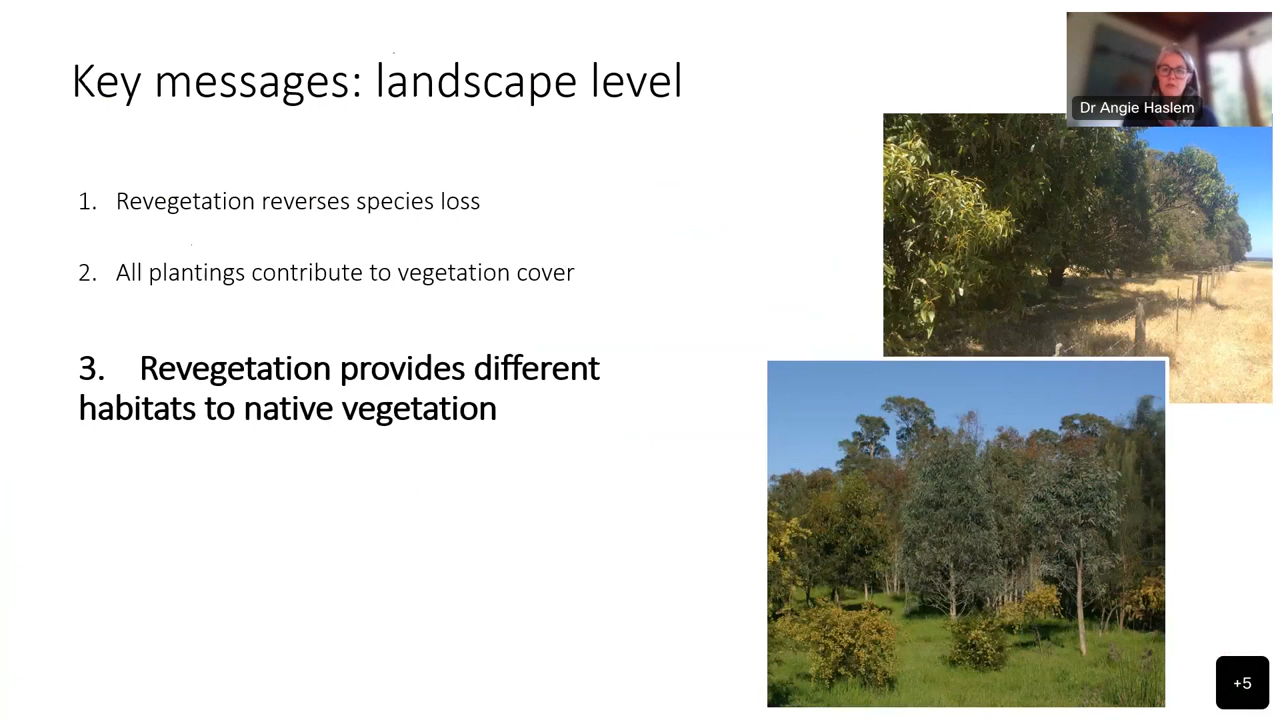 Key messages: landscape level
Dr Angie Haslem
1. Revegetation reverses species loss
2. All plantings contribute to vegetation cover
3. Revegetation provides different
habitats to native vegetation
+5